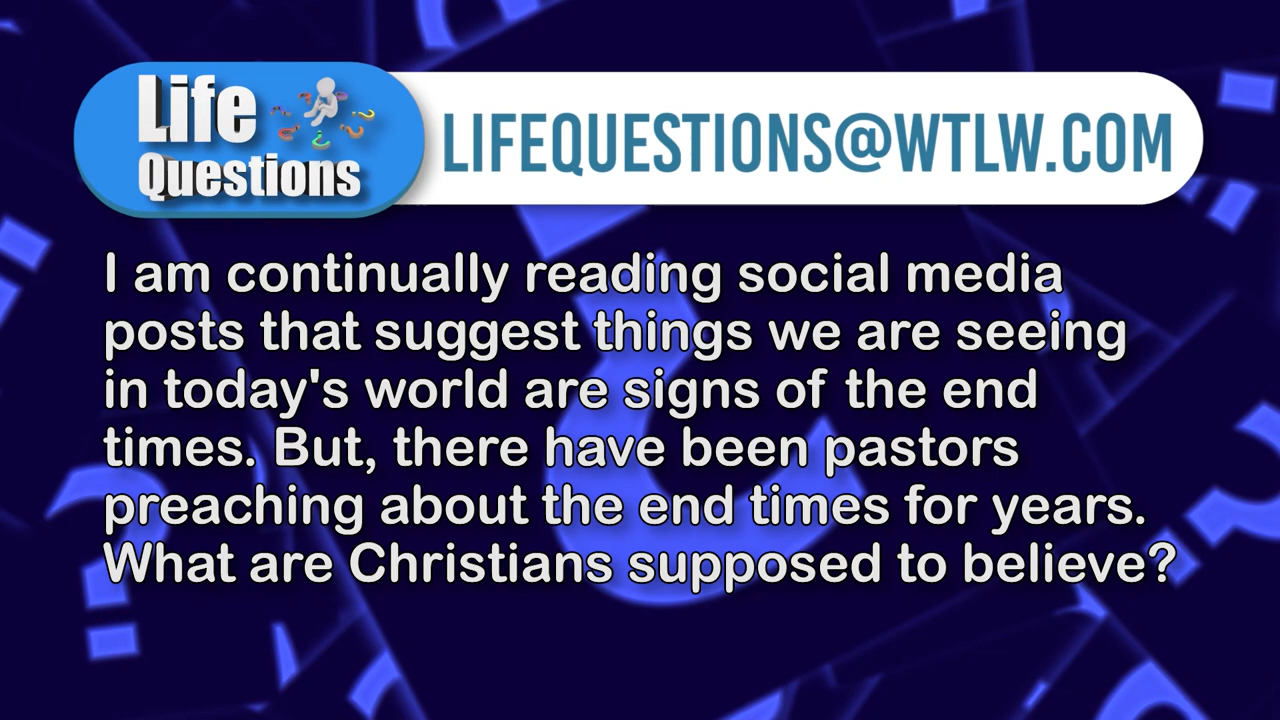 Life
Questions
LIFEQUESTIONS@WTLW.COM
I am continually reading social media
posts that suggest things we are seeing
in today's world are signs of the end
times. But, there have been pastors
preaching about the end times for years.
What are Christians supposed to believe?